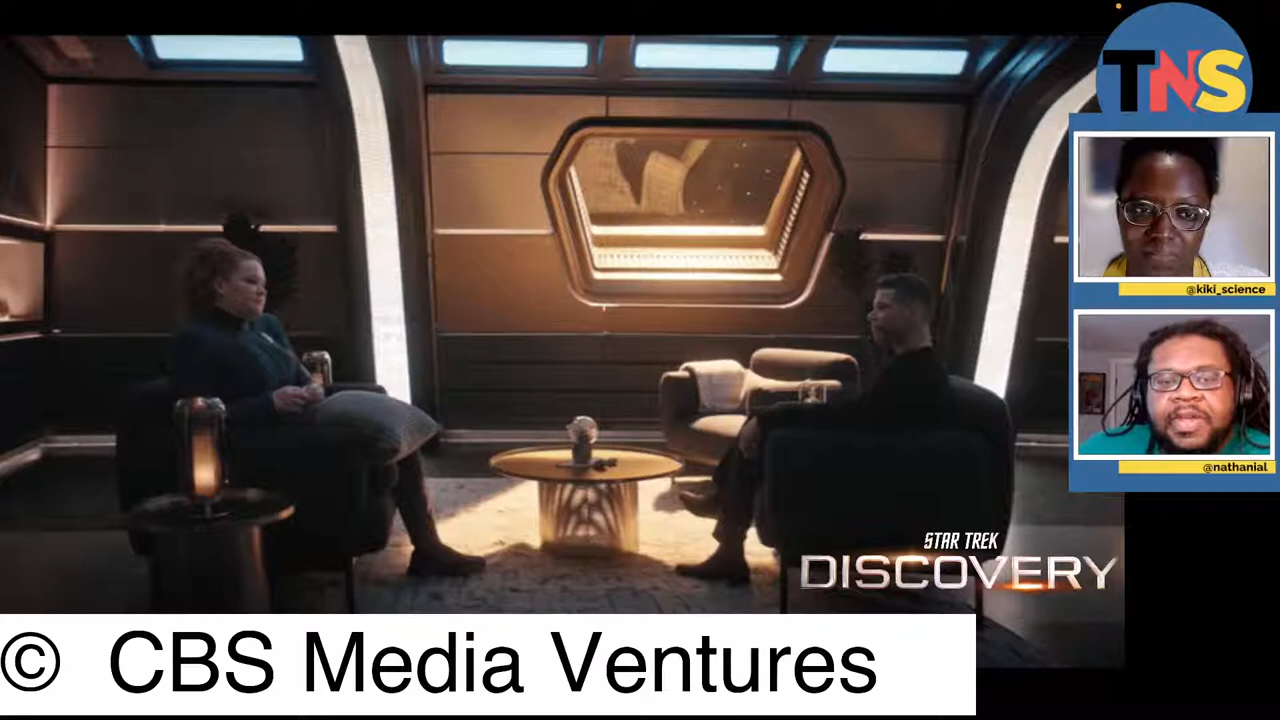 TNS
@kiki_science
@nathanial
STAR TREK
DISCOVERY
© CBS Media Ventures